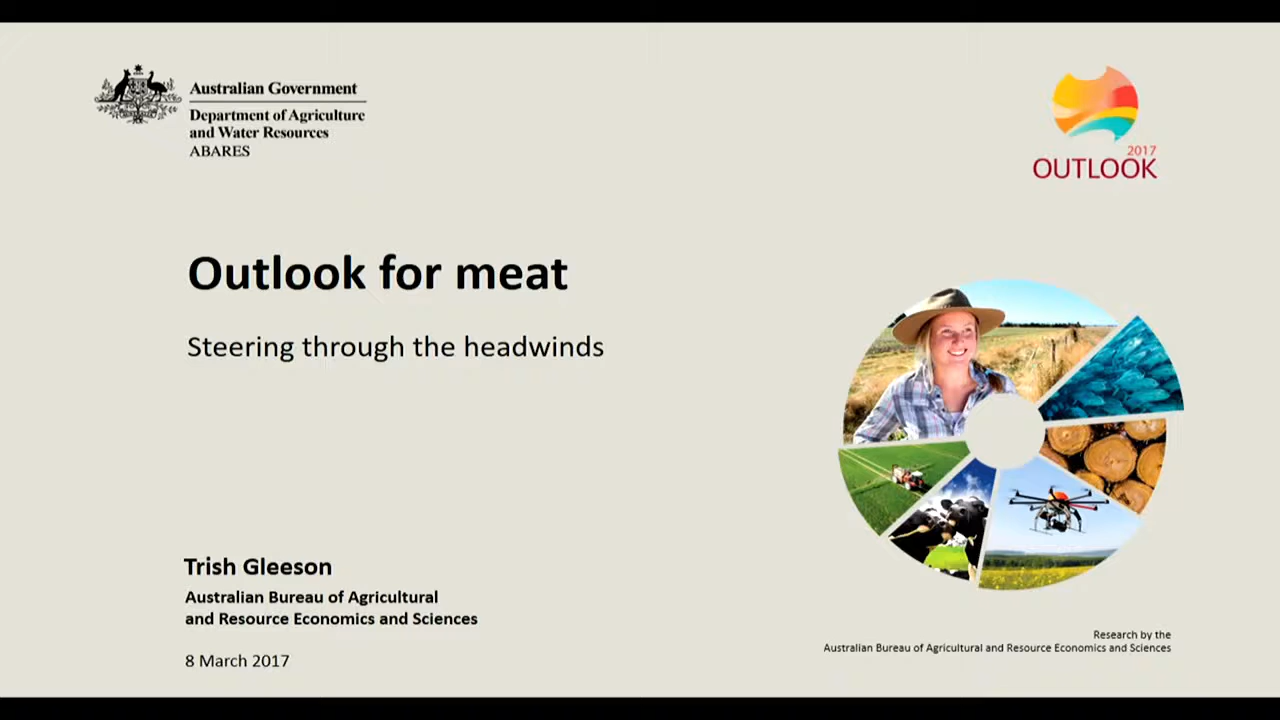 Australian Government
Department of Agriculture
and Water Resources
ABARES
2017
OUTLOOK
Outlook for meat
Steering through the headwinds
Trish Gleeson
Australian Bureau of Agricultural
and Resource Economics and Sciences
8 March 2017
Research by the
Australian Bureau of Agricultural and Resource Economics and Sciences